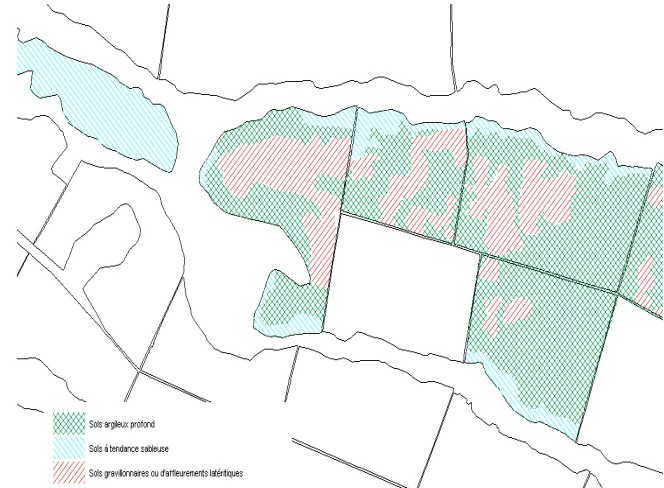 Sols argileux profond
Sols à tendance sableuse
Sols gravillonnaires ou d'affleurements latéritiques